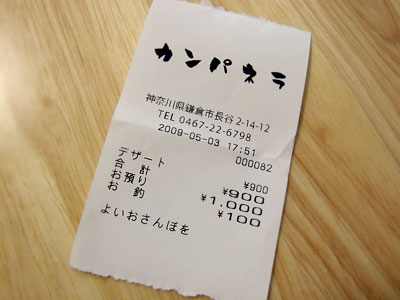 カンパネラ
神奈川県鎌倉市長谷2-14-12
TEL 0467-22-6798
2009-05-03 17:51
000082
デザート ¥900
合計 ¥900
お預り ¥1,000
お釣 ¥100
よいおさんぽを